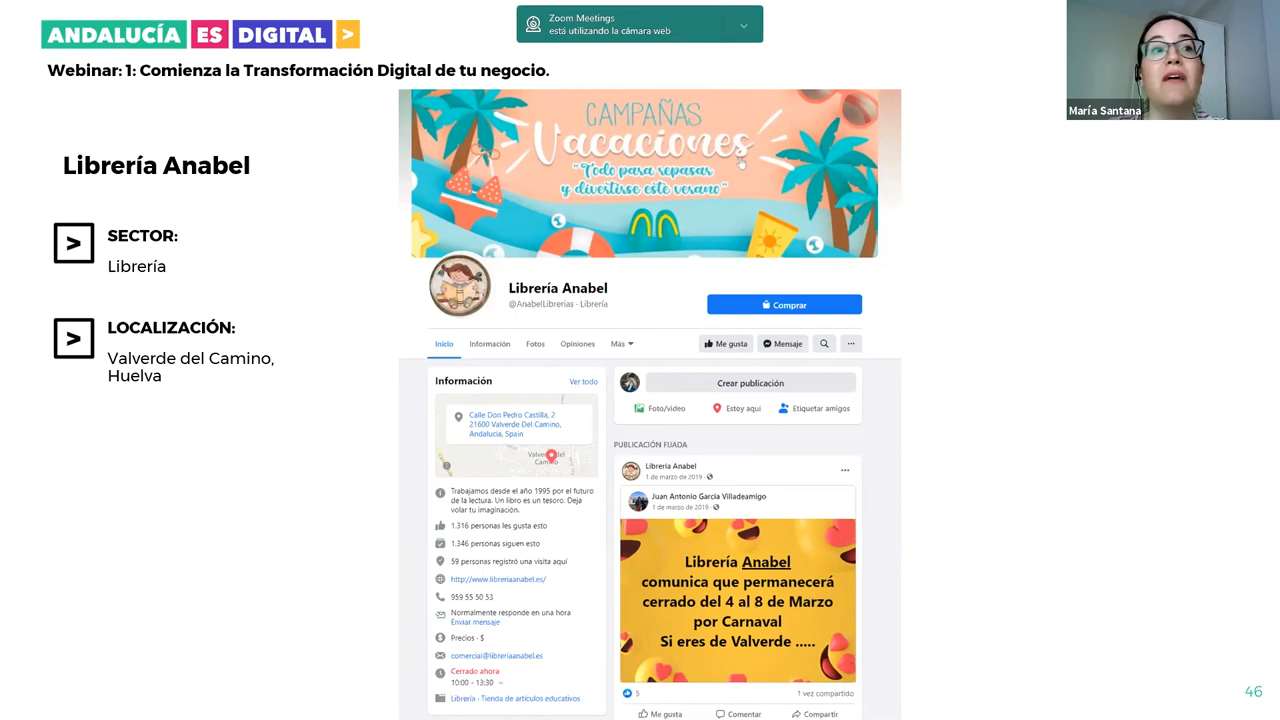 ANDALUCÍA ES DIGITAL >
Zoom Meetings
está utilizando la cámara web
Webinar: 1: Comienza la Transformación Digital de tu negocio.
María Santana
Librería Anabel
> SECTOR:
Librería
> LOCALIZACIÓN:
Valverde del Camino,
Huelva
CAMPAÑAS
Vacaciones
"Todo para repasar
y divertirse este verano"
Librería Anabel
@AnabelLibrerias · Librería
Comprar
Inicio Información Fotos Opiniones Más
Me gusta Mensaje
Información Ver todo
Calle Don Pedro Castilla, 2
21600 Valverde Del Camino,
Andalucia, Spain
Trabajamos desde el año 1995 por el futuro
de la lectura. Un libro es un tesoro. Deja
volar tu imaginación.
1.316 personas les gusta esto
1.346 personas siguen esto
59 personas registró una visita aquí
http://www.libreriaanabel.es/
959 55 50 53
Normalmente responde en una hora
Enviar mensaje
Precios · $
comercial@libreriaanabel.es
Cerrado ahora
10:00 - 13:30
Librería · Tienda de artículos educativos
Crear publicación
Foto/video Estoy aquí Etiquetar amigos
PUBLICACIÓN FIJADA
Librería Anabel
1 de marzo de 2019 ·
Juan Antonio Garcia Villadeamigo
1 de marzo de 2019 ·
Librería Anabel
comunica que permanecerá
cerrado del 4 al 8 de Marzo
por Carnaval
Si eres de Valverde .....
5 1 vez compartido
Me gusta Comentar Compartir
46